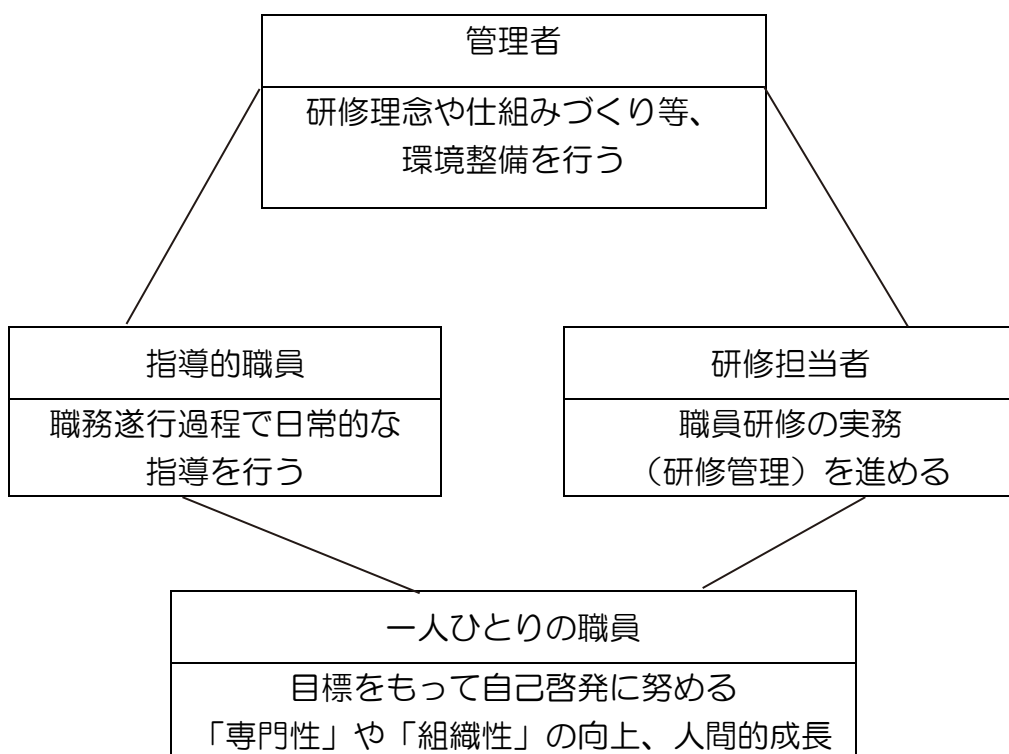 管理者
研修理念や仕組みづくり等、
環境整備を行う
指導的職員
職務遂行過程で日常的な
指導を行う
研修担当者
職員研修の実務
（研修管理）を進める
一人ひとりの職員
目標をもって自己啓発に努める
「専門性」や「組織性」の向上、人間的成長